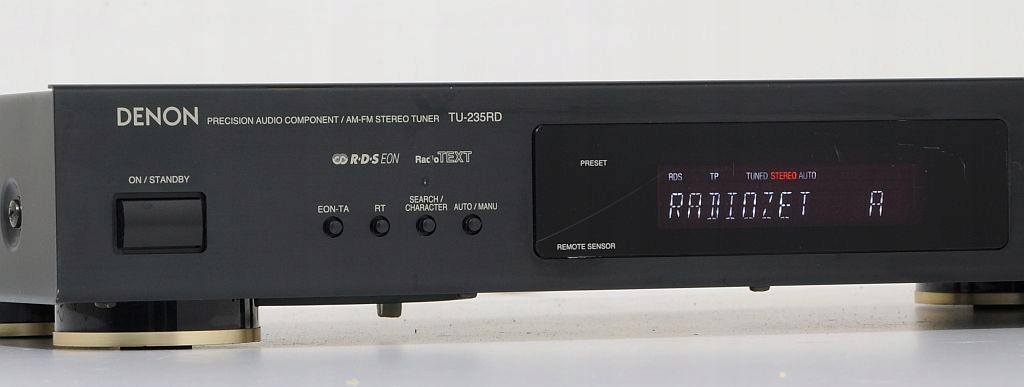 DENON PRECISION AUDIO COMPONENT / AM-FM STEREO TUNER TU-235RD
R·D·S EON RadioTEXT
ON / STANDBY
EON-TA RT SEARCH / CHARACTER AUTO / MANU
PRESET
RDS TP TUNED STEREO AUTO
RADIOZET A
REMOTE SENSOR